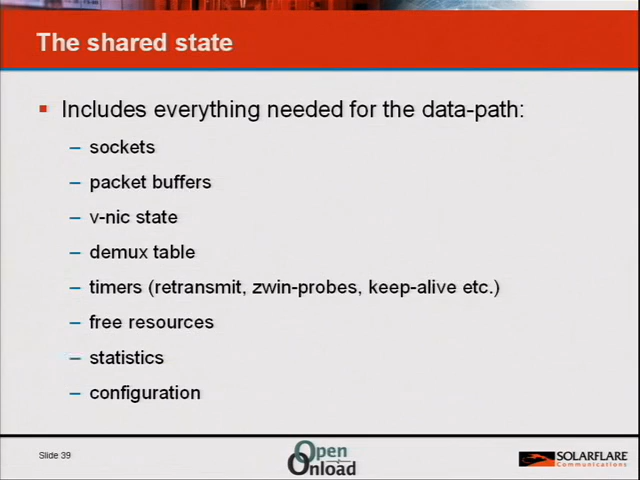 The shared state
Includes everything needed for the data-path:
– sockets
– packet buffers
– v-nic state
– demux table
– timers (retransmit, zwin-probes, keep-alive etc.)
– free resources
– statistics
– configuration
Slide 39
Open
Onload
SOLARFLARE
Communications